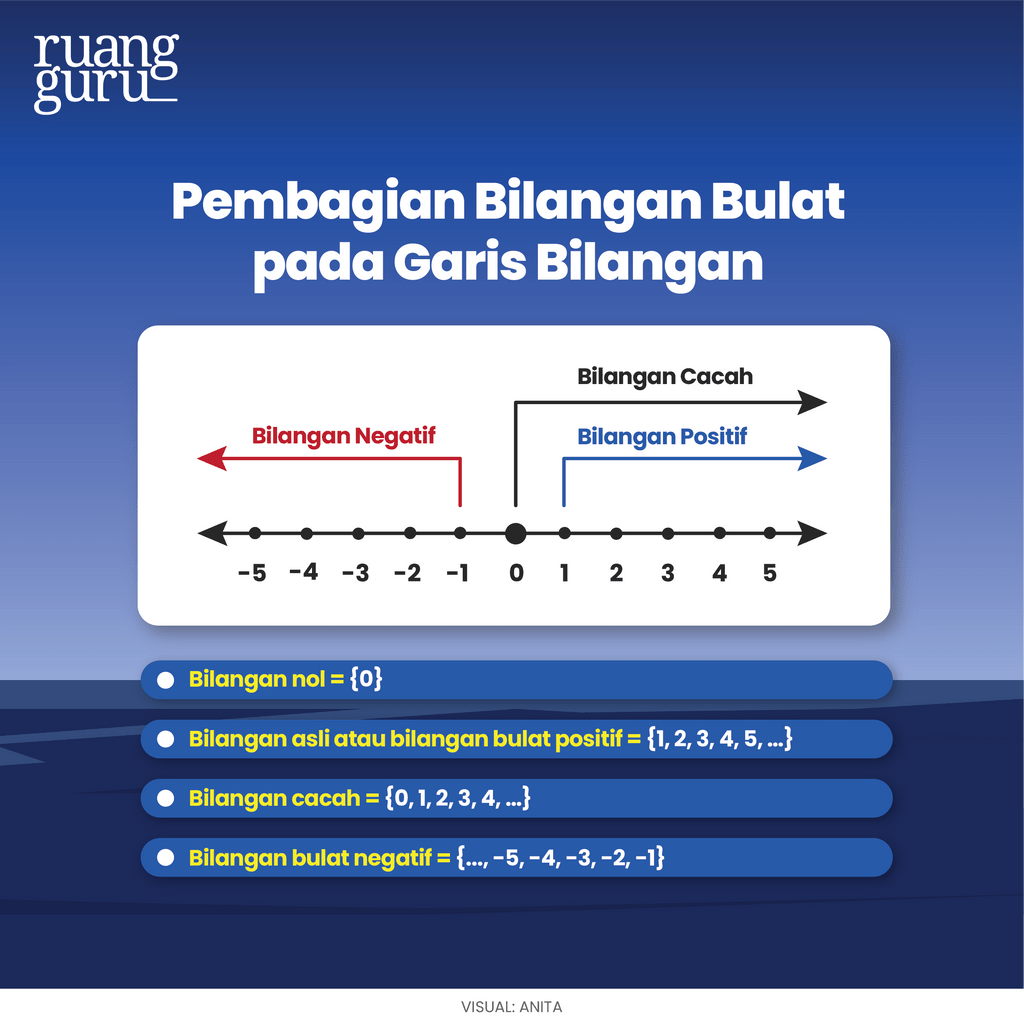 ruang
guru
Pembagian Bilangan Bulat
pada Garis Bilangan
Bilangan Cacah
Bilangan Negatif
Bilangan Positif
−5 −4 −3 −2 −1 0 1 2 3 4 5
Bilangan nol = {0}
Bilangan asli atau bilangan bulat positif = {1, 2, 3, 4, 5, ...}
Bilangan cacah = {0, 1, 2, 3, 4, ...}
Bilangan bulat negatif = {..., −5, −4, −3, −2, −1}
VISUAL: ANITA